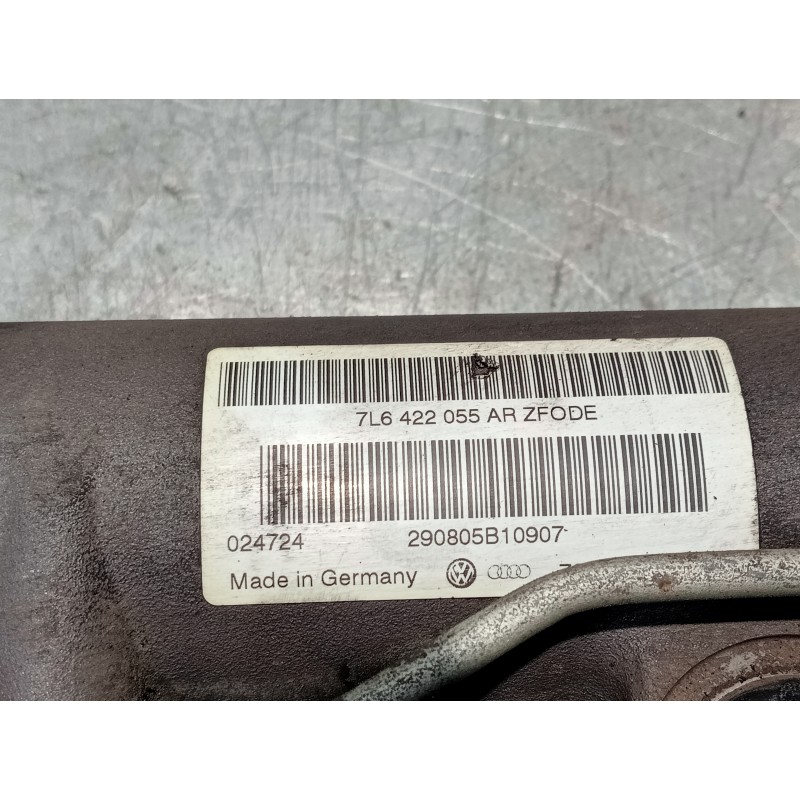 7L6 422 055 AR ZFODE
024724 290805B10907
Made in Germany